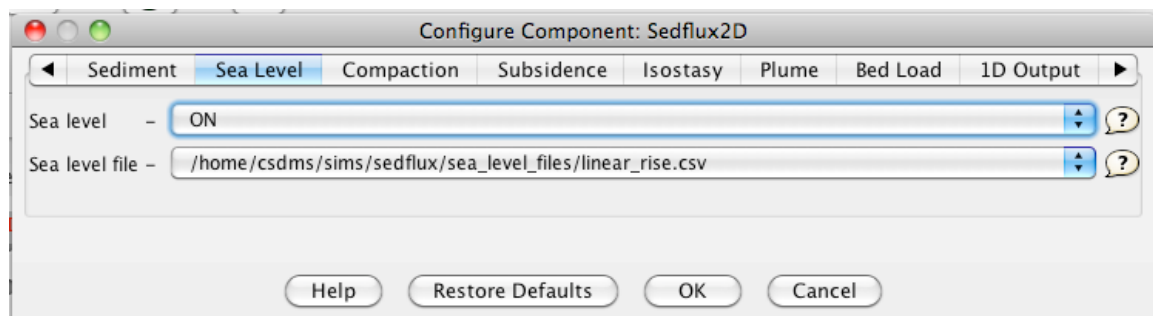 Configure Component: Sedflux2D
Sediment Sea Level Compaction Subsidence Isostasy Plume Bed Load 1D Output
Sea level – ON ?
Sea level file – /home/csdms/sims/sedflux/sea_level_files/linear_rise.csv ?
Help Restore Defaults OK Cancel